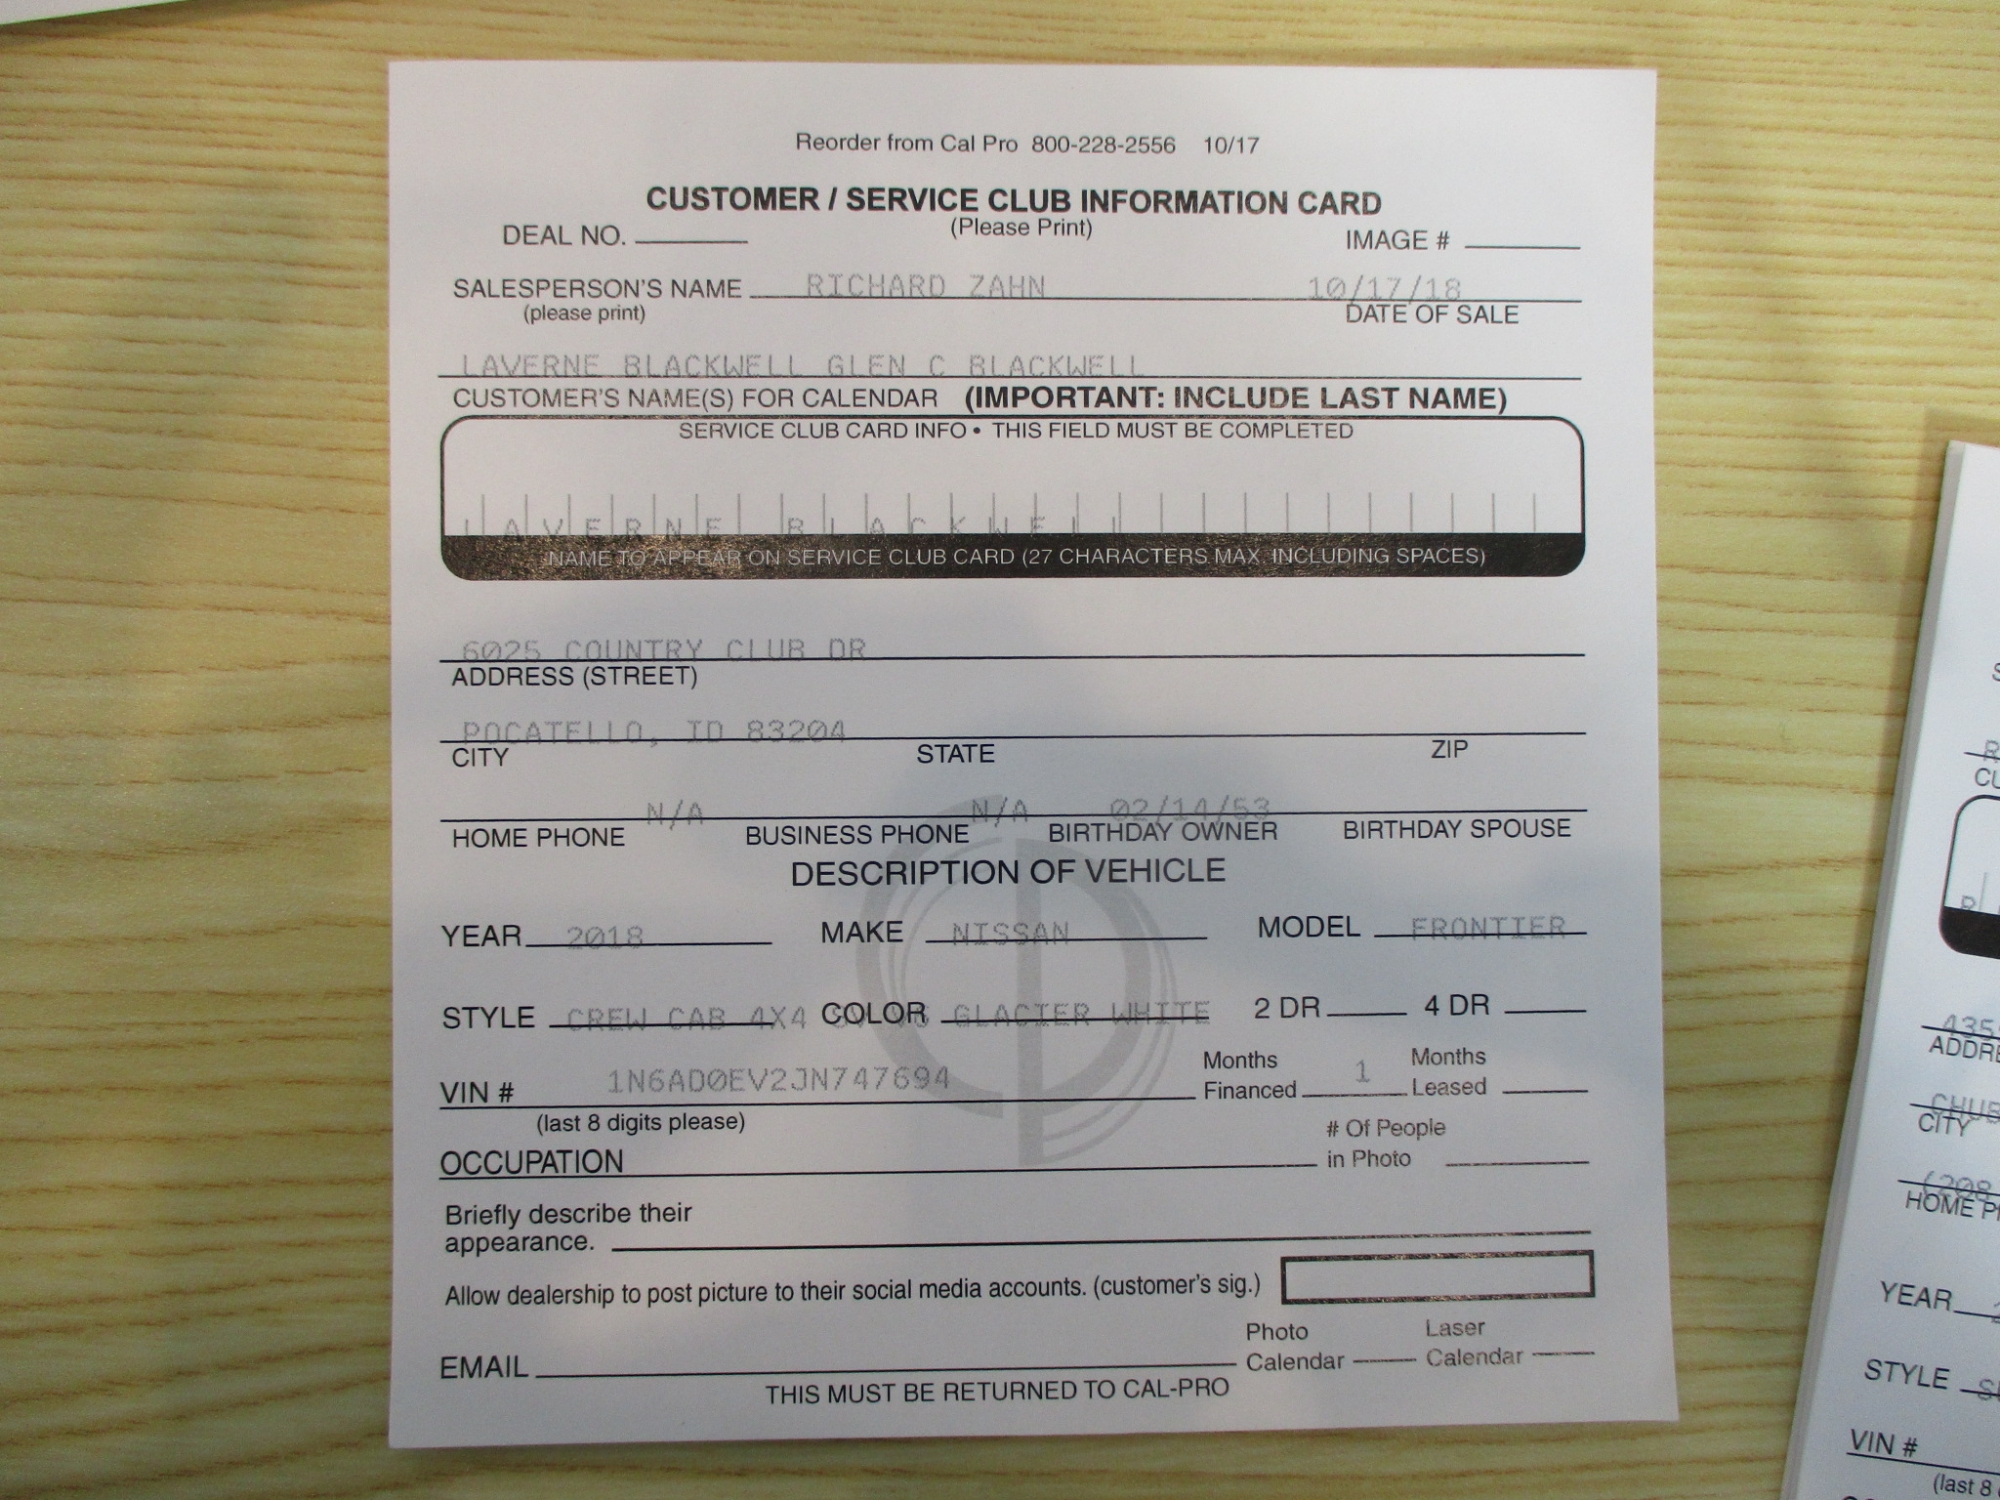 Reorder from Cal Pro 800-228-2556 10/17
CUSTOMER / SERVICE CLUB INFORMATION CARD
DEAL NO. (Please Print) IMAGE #
SALESPERSON'S NAME RICHARD ZAHN 10/17/18
(please print) DATE OF SALE
LAVERNE BLACKWELL GLEN C BLACKWELL
CUSTOMER'S NAME(S) FOR CALENDAR (IMPORTANT: INCLUDE LAST NAME)
SERVICE CLUB CARD INFO • THIS FIELD MUST BE COMPLETED
LAVERNE BLACKWELL
NAME TO APPEAR ON SERVICE CLUB CARD (27 CHARACTERS MAX. INCLUDING SPACES)
6025 COUNTRY CLUB DR
ADDRESS (STREET)
POCATELLO, ID 83204
CITY STATE ZIP
N/A N/A 02/14/53
HOME PHONE BUSINESS PHONE BIRTHDAY OWNER BIRTHDAY SPOUSE
DESCRIPTION OF VEHICLE
YEAR 2018 MAKE NISSAN MODEL FRONTIER
STYLE CREW CAB 4X4 COLOR GLACIER WHITE 2 DR 4 DR
VIN # 1N6AD0EV2JN747694 Months Financed 1 Months Leased
(last 8 digits please)
OCCUPATION # Of People in Photo
Briefly describe their
appearance.
Allow dealership to post picture to their social media accounts. (customer's sig.)
EMAIL Photo Calendar Laser Calendar
THIS MUST BE RETURNED TO CAL-PRO
CITY
YEAR
STYLE
VIN #
(last 8